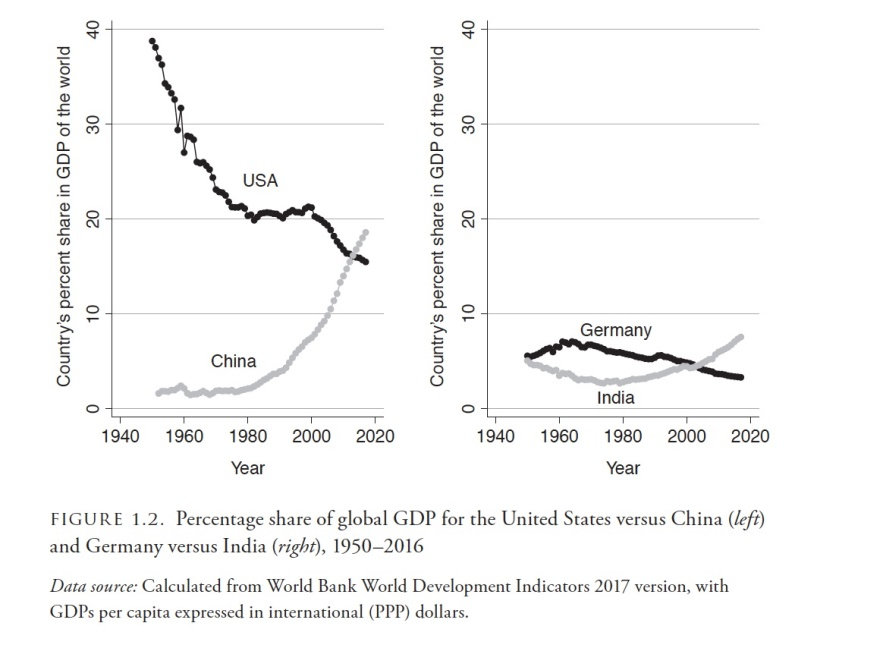 Country's percent share in GDP of the world
40
30
20
10
0
USA
China
1940 1960 1980 2000 2020
Year
Country's percent share in GDP of the world
40
30
20
10
0
Germany
India
1940 1960 1980 2000 2020
Year
FIGURE 1.2. Percentage share of global GDP for the United States versus China (left)
and Germany versus India (right), 1950–2016
Data source: Calculated from World Bank World Development Indicators 2017 version, with
GDPs per capita expressed in international (PPP) dollars.